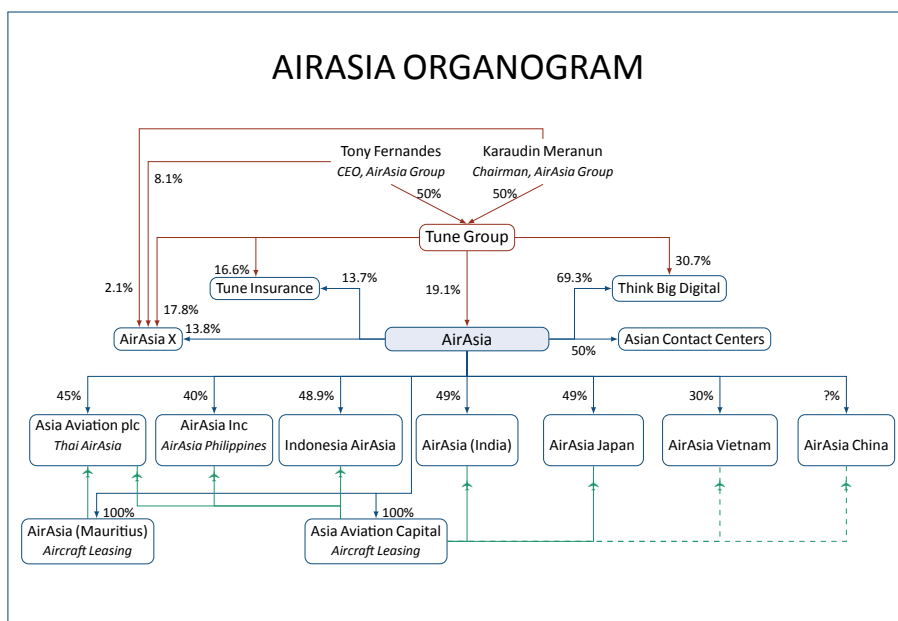 AIRASIA ORGANOGRAM
Tony Fernandes
CEO, AirAsia Group
Karaudin Meranun
Chairman, AirAsia Group
8.1%
50%
50%
Tune Group
2.1%
16.6%
Tune Insurance
13.7%
19.1%
69.3%
30.7%
Think Big Digital
17.8%
13.8%
AirAsia X
AirAsia
50%
Asian Contact Centers
45%
40%
48.9%
49%
49%
30%
?%
Asia Aviation plc
Thai AirAsia
AirAsia Inc
AirAsia Philippines
Indonesia AirAsia
AirAsia (India)
AirAsia Japan
AirAsia Vietnam
AirAsia China
100%
AirAsia (Mauritius)
Aircraft Leasing
100%
Asia Aviation Capital
Aircraft Leasing